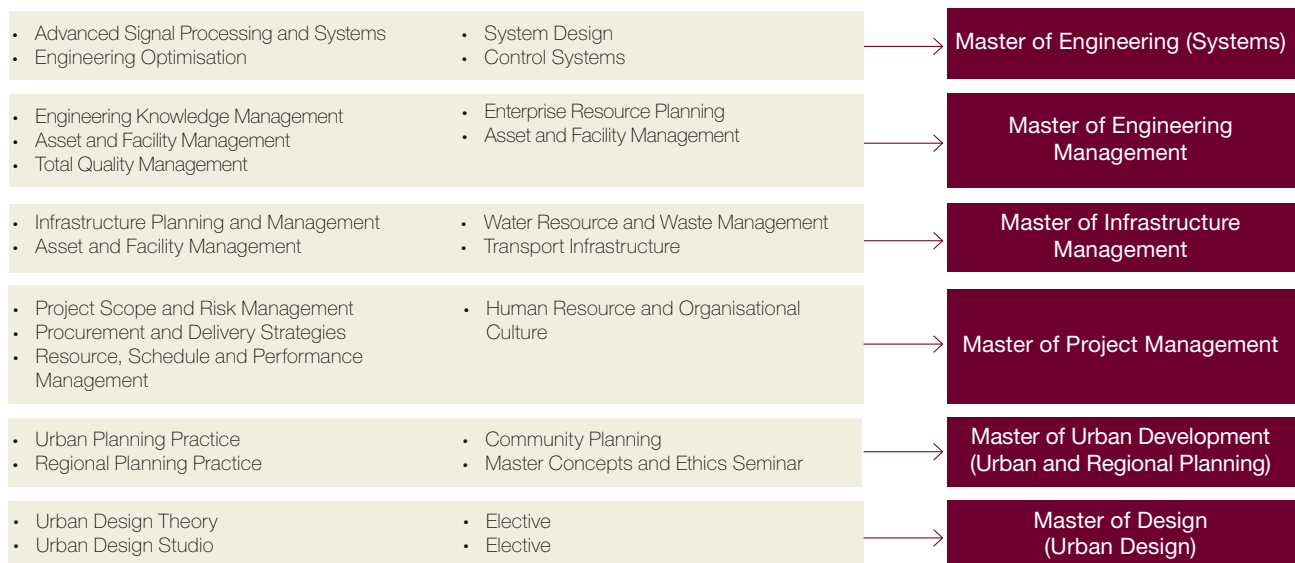 • Advanced Signal Processing and Systems
• Engineering Optimisation
• System Design
• Control Systems
Master of Engineering (Systems)
• Engineering Knowledge Management
• Asset and Facility Management
• Total Quality Management
• Enterprise Resource Planning
• Asset and Facility Management
Master of Engineering
Management
• Infrastructure Planning and Management
• Asset and Facility Management
• Water Resource and Waste Management
• Transport Infrastructure
Master of Infrastructure
Management
• Project Scope and Risk Management
• Procurement and Delivery Strategies
• Resource, Schedule and Performance
Management
• Human Resource and Organisational
Culture
Master of Project Management
• Urban Planning Practice
• Regional Planning Practice
• Community Planning
• Master Concepts and Ethics Seminar
Master of Urban Development
(Urban and Regional Planning)
• Urban Design Theory
• Urban Design Studio
• Elective
• Elective
Master of Design
(Urban Design)